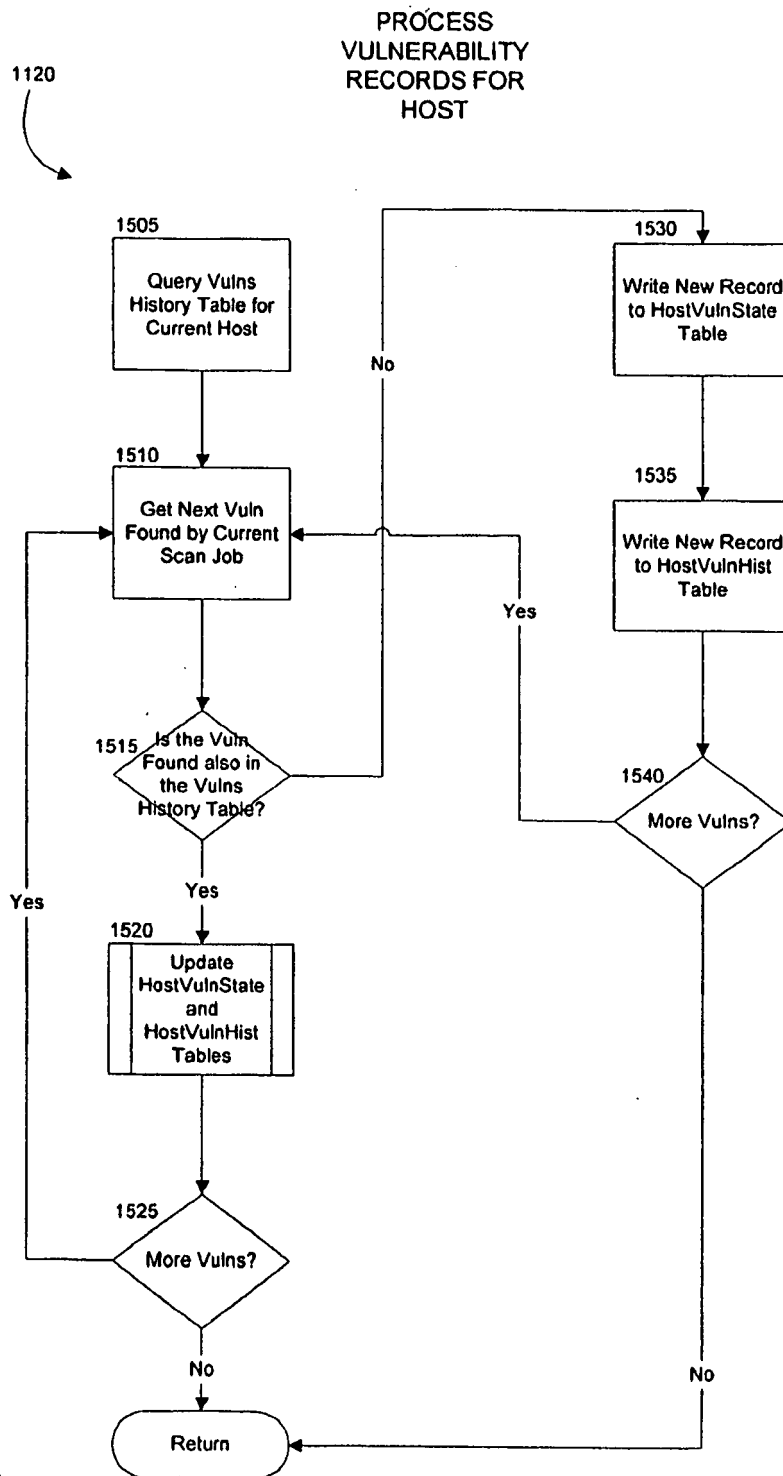 PROCESS
VULNERABILITY
RECORDS FOR
HOST
1120
1505
Query Vulns
History Table for
Current Host
1510
Get Next Vuln
Found by Current
Scan Job
1515
Is the Vuln
Found also in
the Vulns
History Table?
No
Yes
1520
Update
HostVulnState
and
HostVulnHist
Tables
1525
More Vulns?
Yes
No
Return
1530
Write New Record
to HostVulnState
Table
1535
Write New Record
to HostVulnHist
Table
1540
More Vulns?
Yes
No